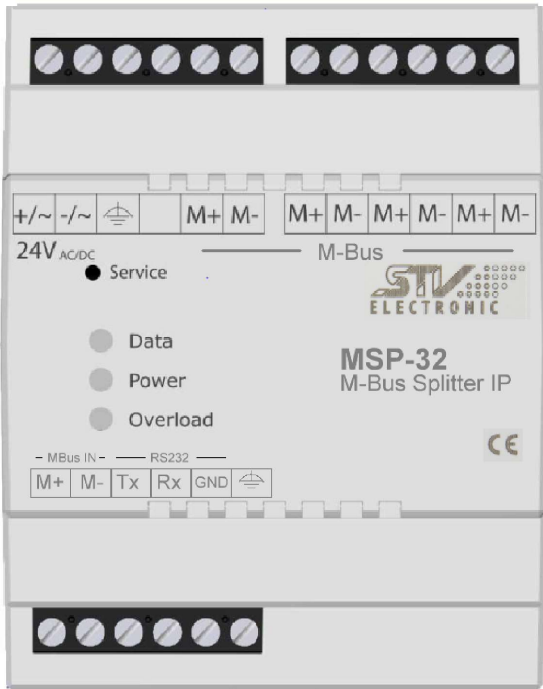 +/~ -/~ M+ M- M+ M- M+ M- M+ M-
24V AC/DC
M-Bus
Service
STV
ELECTRONIC
Data
MSP-32
Power
M-Bus Splitter IP
Overload
CE
MBus IN RS232
M+ M- Tx Rx GND